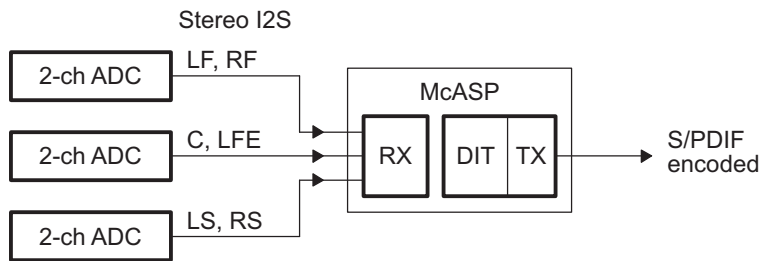 Stereo I2S
2-ch ADC
LF, RF
2-ch ADC
C, LFE
2-ch ADC
LS, RS
McASP
RX
DIT
TX
S/PDIF
encoded